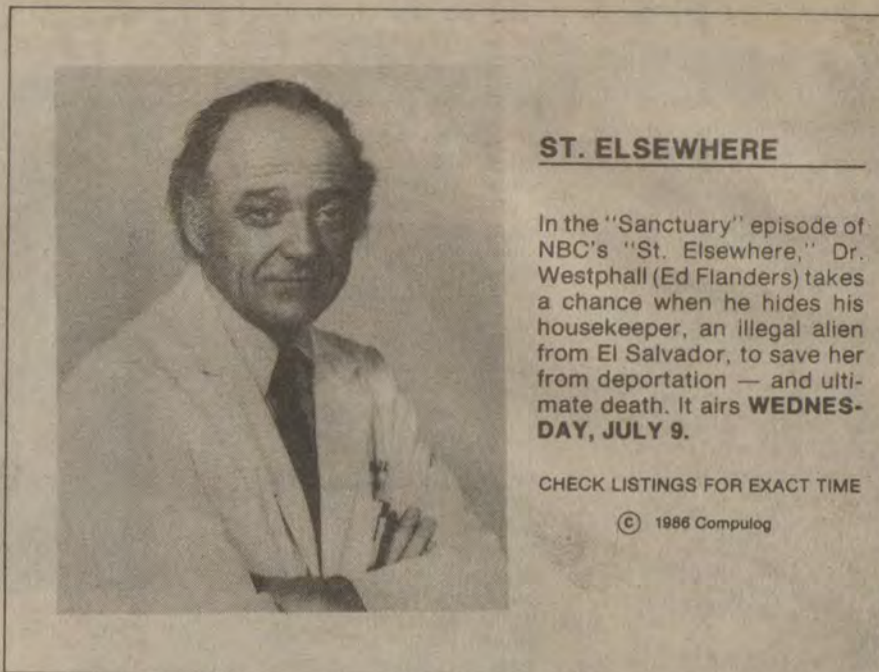 ST. ELSEWHERE
In the "Sanctuary" episode of
NBC's "St. Elsewhere," Dr.
Westphall (Ed Flanders) takes
a chance when he hides his
housekeeper, an illegal alien
from El Salvador, to save her
from deportation — and ulti-
mate death. It airs WEDNES-
DAY, JULY 9.
CHECK LISTINGS FOR EXACT TIME
© 1986 Compulog